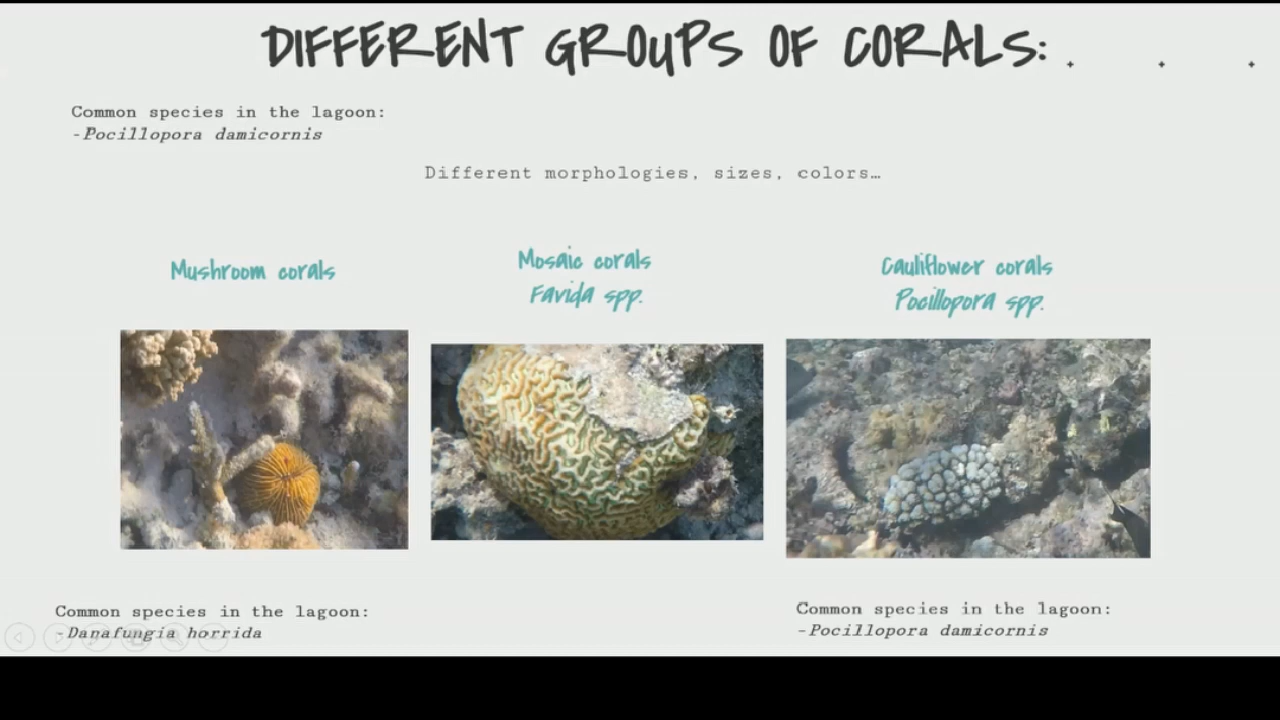 DIFFERENT GROUPS OF CORALS:
Common species in the lagoon:
-Pocillopora damicornis
Different morphologies, sizes, colors…
Mushroom corals
Mosaic corals
Favida spp.
Cauliflower corals
Pocillopora spp.
Common species in the lagoon:
-Danafungia horrida
Common species in the lagoon:
-Pocillopora damicornis